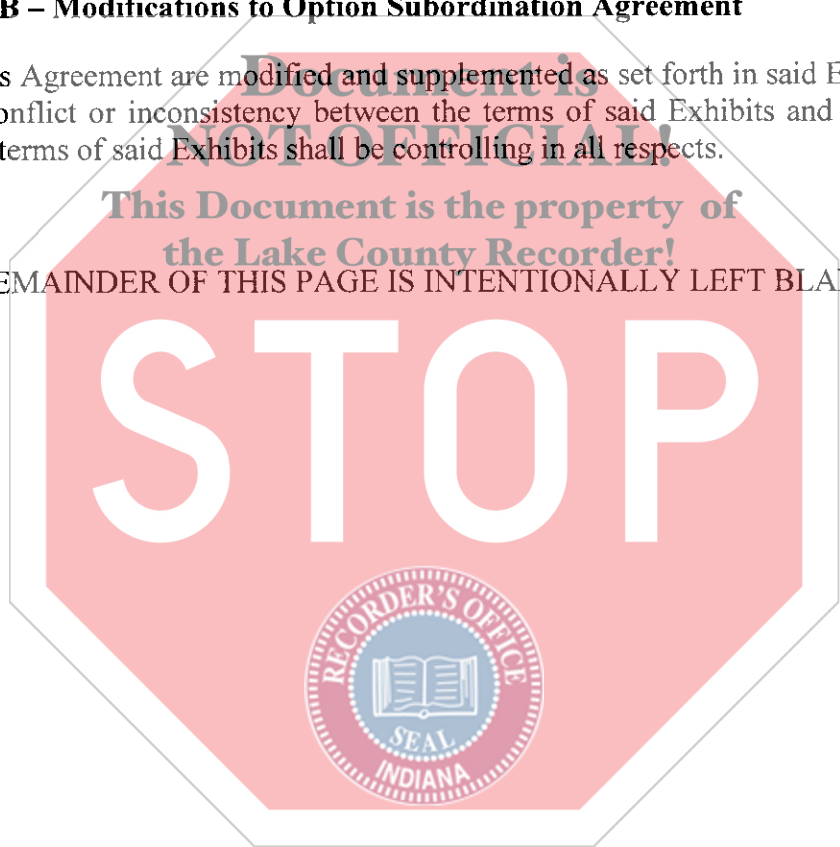 B – Modifications to Option Subordination Agreement
Document is
s Agreement are modified and supplemented as set forth in said E
onflict or inconsistency between the terms of said Exhibits and
NOT OFFICIAL!
terms of said Exhibits shall be controlling in all respects.
This Document is the property of
the Lake County Recorder!
EMAINDER OF THIS PAGE IS INTENTIONALLY LEFT BLA
STOP
RECORDER'S OFFICE
SEAL
INDIANA